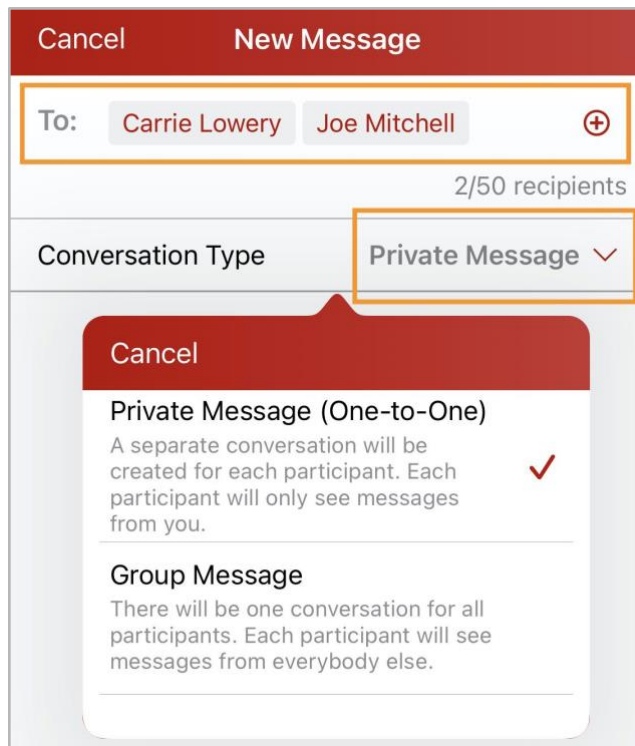 Cancel New Message
To: Carrie Lowery Joe Mitchell
2/50 recipients
Conversation Type Private Message
Cancel
Private Message (One-to-One)
A separate conversation will be
created for each participant. Each
participant will only see messages
from you.
Group Message
There will be one conversation for all
participants. Each participant will see
messages from everybody else.